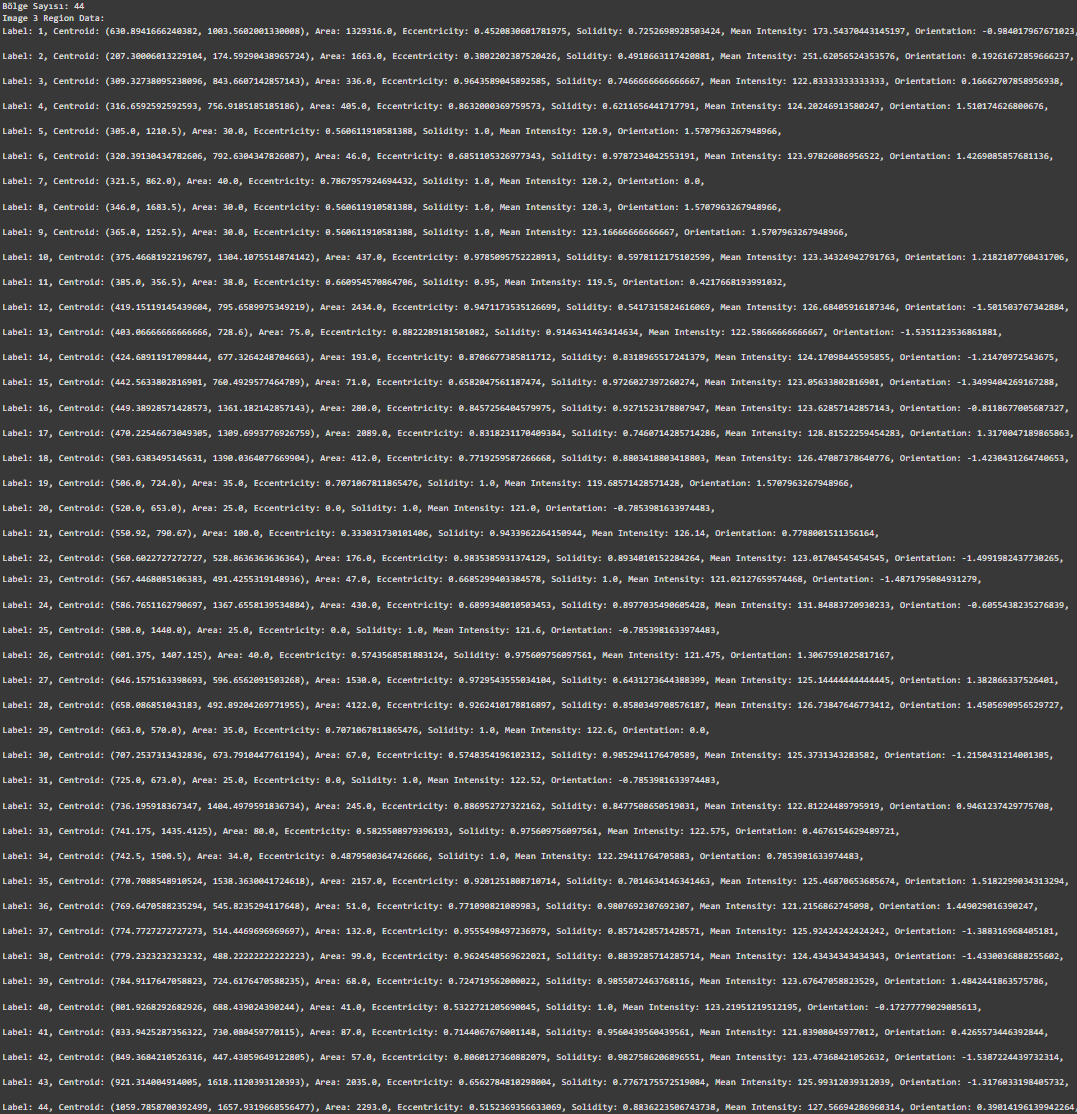 Bölge Sayısı: 44
Image 3 Region Data:
Label: 1, Centroid: (630.8941666240382, 1003.5602001330008), Area: 1329316.0, Eccentricity: 0.4520830601781975, Solidity: 0.7252698928503424, Mean Intensity: 173.54370443145197, Orientation: -0.984017967671023,
Label: 2, Centroid: (207.30006013229104, 174.59290438965724), Area: 1663.0, Eccentricity: 0.3802202387520426, Solidity: 0.4918663117420881, Mean Intensity: 251.62056524353576, Orientation: 0.19261672859666237,
Label: 3, Centroid: (309.32738095238096, 843.6607142857143), Area: 336.0, Eccentricity: 0.9643589045892585, Solidity: 0.7466666666666667, Mean Intensity: 122.83333333333333, Orientation: 0.16662707858956938,
Label: 4, Centroid: (316.6592592592593, 756.9185185185186), Area: 405.0, Eccentricity: 0.8632000369759573, Solidity: 0.6211656441717791, Mean Intensity: 124.20246913580247, Orientation: 1.510174626800676,
Label: 5, Centroid: (305.0, 1210.5), Area: 30.0, Eccentricity: 0.560611910581388, Solidity: 1.0, Mean Intensity: 120.9, Orientation: 1.5707963267948966,
Label: 6, Centroid: (320.39130434782606, 792.6304347826087), Area: 46.0, Eccentricity: 0.6851105326977343, Solidity: 0.9787234042553191, Mean Intensity: 123.97826086956522, Orientation: 1.4269085857681136,
Label: 7, Centroid: (321.5, 862.0), Area: 40.0, Eccentricity: 0.7867957924694432, Solidity: 1.0, Mean Intensity: 120.2, Orientation: 0.0,
Label: 8, Centroid: (346.0, 1683.5), Area: 30.0, Eccentricity: 0.560611910581388, Solidity: 1.0, Mean Intensity: 120.3, Orientation: 1.5707963267948966,
Label: 9, Centroid: (365.0, 1252.5), Area: 30.0, Eccentricity: 0.560611910581388, Solidity: 1.0, Mean Intensity: 123.16666666666667, Orientation: 1.5707963267948966,
Label: 10, Centroid: (375.46681922196797, 1304.1075514874142), Area: 437.0, Eccentricity: 0.9785095752228913, Solidity: 0.5978112175102599, Mean Intensity: 123.34324942791763, Orientation: 1.2182107760431706,
Label: 11, Centroid: (385.0, 356.5), Area: 38.0, Eccentricity: 0.660954570864706, Solidity: 0.95, Mean Intensity: 119.5, Orientation: 0.4217668193991032,
Label: 12, Centroid: (419.15119145439604, 795.6589975349219), Area: 2434.0, Eccentricity: 0.9471173535126699, Solidity: 0.5417315824616069, Mean Intensity: 126.68405916187346, Orientation: -1.501503767342884,
Label: 13, Centroid: (403.06666666666666, 728.6), Area: 75.0, Eccentricity: 0.8822289181501082, Solidity: 0.9146341463414634, Mean Intensity: 122.58666666666667, Orientation: -1.5351123536861881,
Label: 14, Centroid: (424.68911917098444, 677.3264248704663), Area: 193.0, Eccentricity: 0.8706677385811712, Solidity: 0.8318965517241379, Mean Intensity: 124.17098445595855, Orientation: -1.21470972543675,
Label: 15, Centroid: (442.5633802816901, 760.4929577464789), Area: 71.0, Eccentricity: 0.6582047561187474, Solidity: 0.9726027397260274, Mean Intensity: 123.05633802816901, Orientation: -1.3499404269167288,
Label: 16, Centroid: (449.38928571428573, 1361.182142857143), Area: 280.0, Eccentricity: 0.8457256404579975, Solidity: 0.9271523178807947, Mean Intensity: 123.62857142857143, Orientation: -0.8118677005687327,
Label: 17, Centroid: (470.22546673049305, 1309.6993776926759), Area: 2089.0, Eccentricity: 0.8318231170409384, Solidity: 0.7460714285714286, Mean Intensity: 128.81522259454283, Orientation: 1.3170047189865863,
Label: 18, Centroid: (503.6383495145631, 1390.0364077669904), Area: 412.0, Eccentricity: 0.7719259587266668, Solidity: 0.8803418803418803, Mean Intensity: 126.47087378640776, Orientation: -1.4230431264740653,
Label: 19, Centroid: (506.0, 724.0), Area: 35.0, Eccentricity: 0.7071067811865476, Solidity: 1.0, Mean Intensity: 119.68571428571428, Orientation: 1.5707963267948966,
Label: 20, Centroid: (520.0, 653.0), Area: 25.0, Eccentricity: 0.0, Solidity: 1.0, Mean Intensity: 121.0, Orientation: -0.7853981633974483,
Label: 21, Centroid: (550.92, 790.67), Area: 100.0, Eccentricity: 0.333031730101406, Solidity: 0.9433962264150944, Mean Intensity: 126.14, Orientation: 0.7788001511356164,
Label: 22, Centroid: (560.6022727272727, 528.8636363636364), Area: 176.0, Eccentricity: 0.9835385931374129, Solidity: 0.8934010152284264, Mean Intensity: 123.01704545454545, Orientation: -1.4991982437730265,
Label: 23, Centroid: (567.4468085106383, 491.4255319148936), Area: 47.0, Eccentricity: 0.6685299403384578, Solidity: 1.0, Mean Intensity: 121.02127659574468, Orientation: -1.4871795084931279,
Label: 24, Centroid: (586.7651162790697, 1367.6558139534884), Area: 430.0, Eccentricity: 0.6899348010503453, Solidity: 0.8977035490605428, Mean Intensity: 131.84883720930233, Orientation: -0.6055438235276839,
Label: 25, Centroid: (580.0, 1440.0), Area: 25.0, Eccentricity: 0.0, Solidity: 1.0, Mean Intensity: 121.6, Orientation: -0.7853981633974483,
Label: 26, Centroid: (601.375, 1407.125), Area: 40.0, Eccentricity: 0.5743568581883124, Solidity: 0.975609756097561, Mean Intensity: 121.475, Orientation: 1.3067591025817167,
Label: 27, Centroid: (646.1575163398693, 596.6562091503268), Area: 1530.0, Eccentricity: 0.9729543555034104, Solidity: 0.6431273644388399, Mean Intensity: 125.14444444444445, Orientation: 1.382866337526401,
Label: 28, Centroid: (658.086851043183, 492.89204269771955), Area: 4122.0, Eccentricity: 0.9262410178816897, Solidity: 0.8580349708576187, Mean Intensity: 126.73847646773412, Orientation: 1.4505690956529727,
Label: 29, Centroid: (663.0, 570.0), Area: 35.0, Eccentricity: 0.7071067811865476, Solidity: 1.0, Mean Intensity: 122.6, Orientation: 0.0,
Label: 30, Centroid: (707.2537313432836, 673.7910447761194), Area: 67.0, Eccentricity: 0.5748354196102312, Solidity: 0.9852941176470589, Mean Intensity: 125.3731343283582, Orientation: -1.2150431214001385,
Label: 31, Centroid: (725.0, 673.0), Area: 25.0, Eccentricity: 0.0, Solidity: 1.0, Mean Intensity: 122.52, Orientation: -0.7853981633974483,
Label: 32, Centroid: (736.195918367347, 1404.4979591836734), Area: 245.0, Eccentricity: 0.886952727322162, Solidity: 0.8477508650519031, Mean Intensity: 122.81224489795919, Orientation: 0.9461237429775708,
Label: 33, Centroid: (741.175, 1435.4125), Area: 80.0, Eccentricity: 0.5825508979396193, Solidity: 0.975609756097561, Mean Intensity: 122.575, Orientation: 0.4676154629489721,
Label: 34, Centroid: (742.5, 1500.5), Area: 34.0, Eccentricity: 0.48795003647426666, Solidity: 1.0, Mean Intensity: 122.29411764705883, Orientation: 0.7853981633974483,
Label: 35, Centroid: (770.7088548910524, 1538.3630041724618), Area: 2157.0, Eccentricity: 0.9201251808710714, Solidity: 0.7014634146341463, Mean Intensity: 125.46870653685674, Orientation: 1.5182299034313294,
Label: 36, Centroid: (769.6470588235294, 545.8235294117648), Area: 51.0, Eccentricity: 0.771090821089983, Solidity: 0.9807692307692307, Mean Intensity: 121.2156862745098, Orientation: 1.449029016390247,
Label: 37, Centroid: (774.7727272727273, 514.4469696969697), Area: 132.0, Eccentricity: 0.9555498497236979, Solidity: 0.8571428571428571, Mean Intensity: 125.92424242424242, Orientation: -1.388316968405181,
Label: 38, Centroid: (779.2323232323232, 488.22222222222223), Area: 99.0, Eccentricity: 0.9624548569622021, Solidity: 0.8839285714285714, Mean Intensity: 124.43434343434343, Orientation: -1.4330036888255602,
Label: 39, Centroid: (784.9117647058823, 724.6176470588235), Area: 68.0, Eccentricity: 0.724719562000022, Solidity: 0.9855072463768116, Mean Intensity: 123.67647058823529, Orientation: 1.4842441863575786,
Label: 40, Centroid: (801.9268292682926, 688.439024390244), Area: 41.0, Eccentricity: 0.5322721205690045, Solidity: 1.0, Mean Intensity: 123.21951219512195, Orientation: -0.17277779029085613,
Label: 41, Centroid: (833.9425287356322, 730.080459770115), Area: 87.0, Eccentricity: 0.7144067676001148, Solidity: 0.9560439560439561, Mean Intensity: 121.83908045977012, Orientation: 0.4265573446392844,
Label: 42, Centroid: (849.3684210526316, 447.43859649122805), Area: 57.0, Eccentricity: 0.8060127360882079, Solidity: 0.9827586206896551, Mean Intensity: 123.47368421052632, Orientation: -1.5387224439732314,
Label: 43, Centroid: (921.314004914005, 1618.1120393120393), Area: 2035.0, Eccentricity: 0.6562784810298004, Solidity: 0.7767175572519084, Mean Intensity: 125.99312039312039, Orientation: -1.3176033198405732,
Label: 44, Centroid: (1059.7858700392499, 1657.9319668556477), Area: 2293.0, Eccentricity: 0.5152369356633069, Solidity: 0.8836223506743738, Mean Intensity: 127.56694286960314, Orientation: 0.39014196139942264,